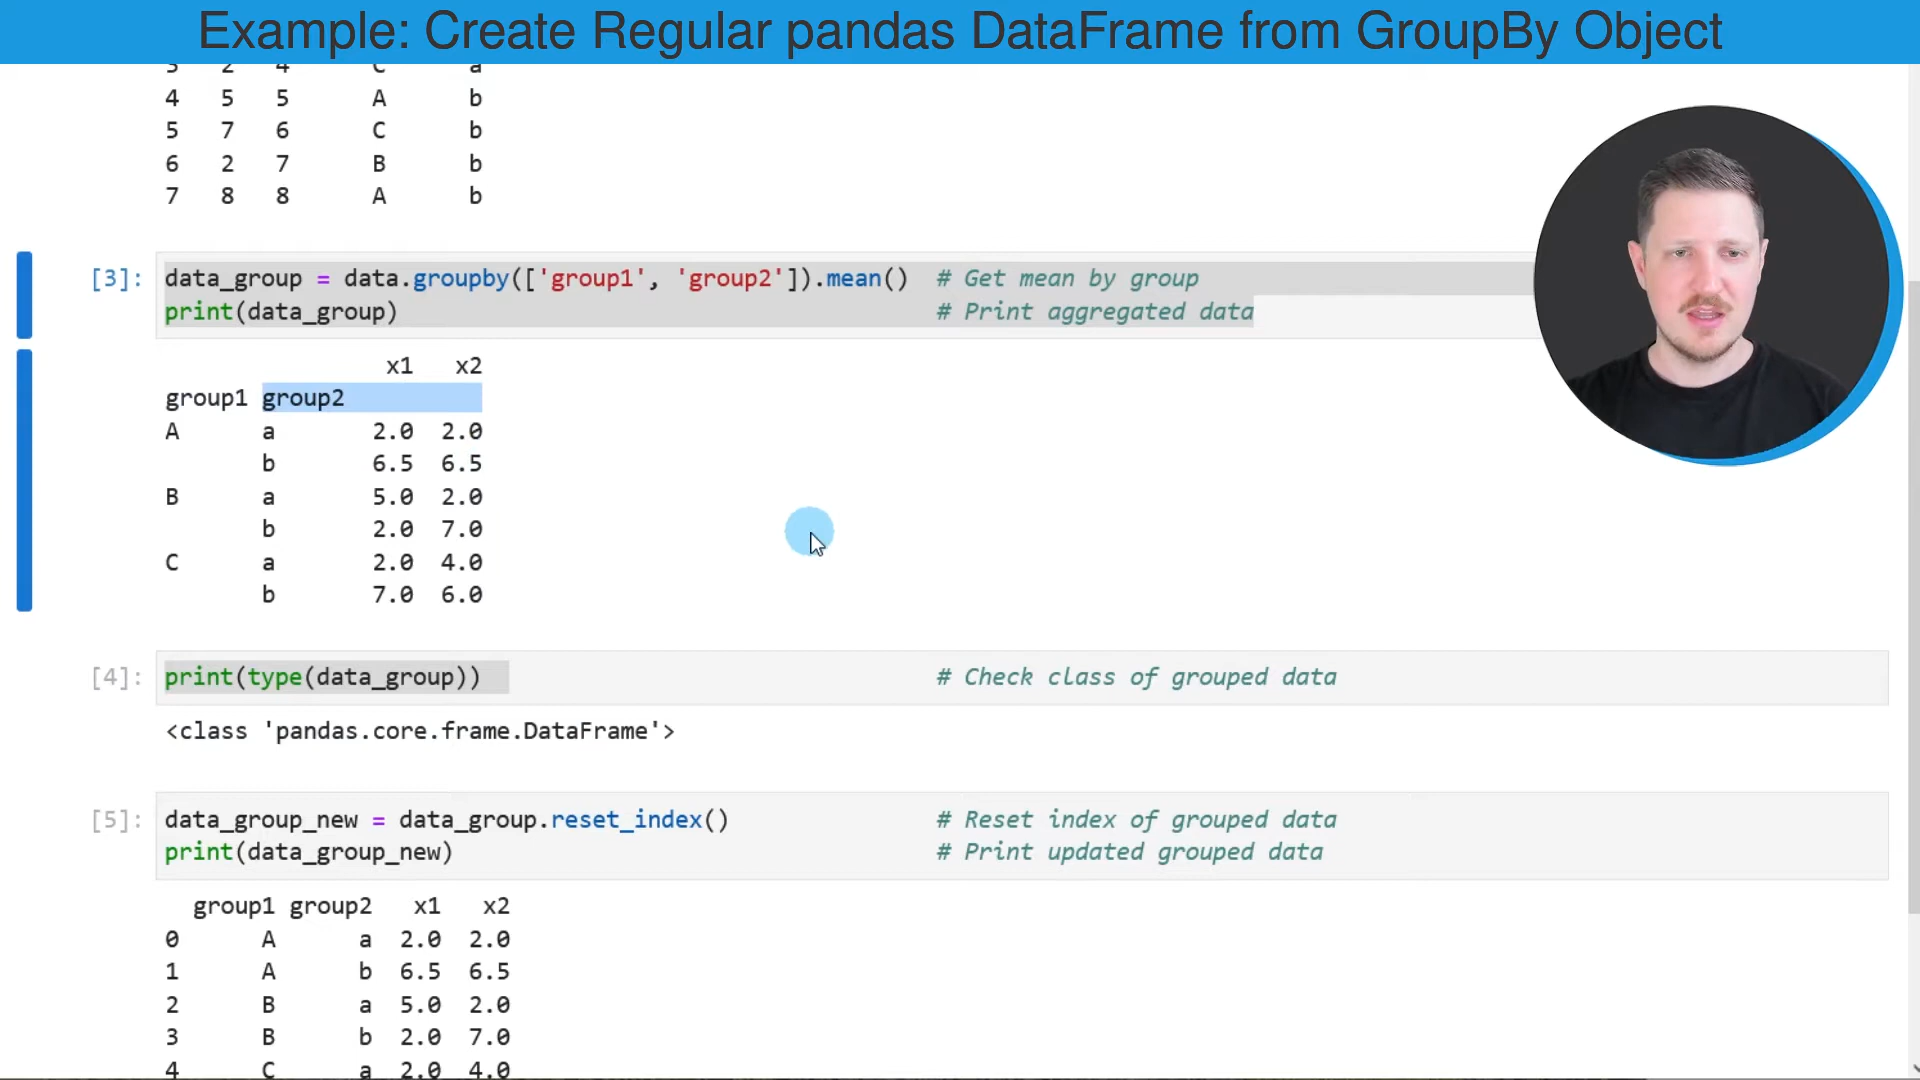 Example: Create Regular pandas DataFrame from GroupBy Object
3 2 4 C a
4 5 5 A b
5 7 6 C b
6 2 7 B b
7 8 8 A b
[3]: data_group = data.groupby(['group1', 'group2']).mean() # Get mean by group
print(data_group) # Print aggregated data
x1 x2
group1 group2
A a 2.0 2.0
b 6.5 6.5
B a 5.0 2.0
b 2.0 7.0
C a 2.0 4.0
b 7.0 6.0
[4]: print(type(data_group)) # Check class of grouped data
<class 'pandas.core.frame.DataFrame'>
[5]: data_group_new = data_group.reset_index() # Reset index of grouped data
print(data_group_new) # Print updated grouped data
group1 group2 x1 x2
0 A a 2.0 2.0
1 A b 6.5 6.5
2 B a 5.0 2.0
3 B b 2.0 7.0
4 C a 2.0 4.0